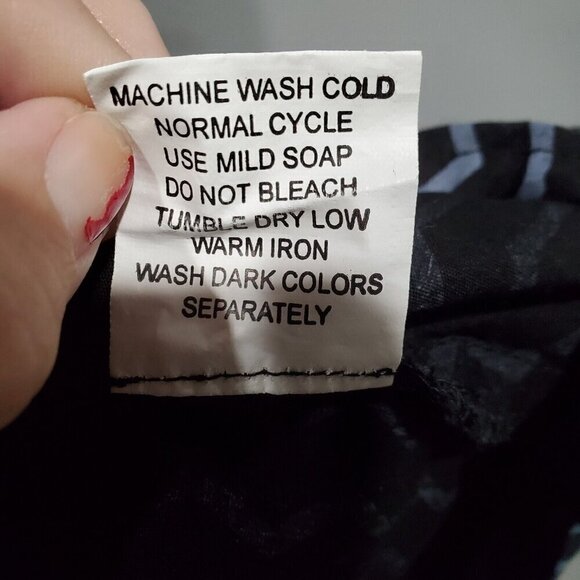 MACHINE WASH COLD
NORMAL CYCLE
USE MILD SOAP
DO NOT BLEACH
TUMBLE DRY LOW
WARM IRON
WASH DARK COLORS
SEPARATELY